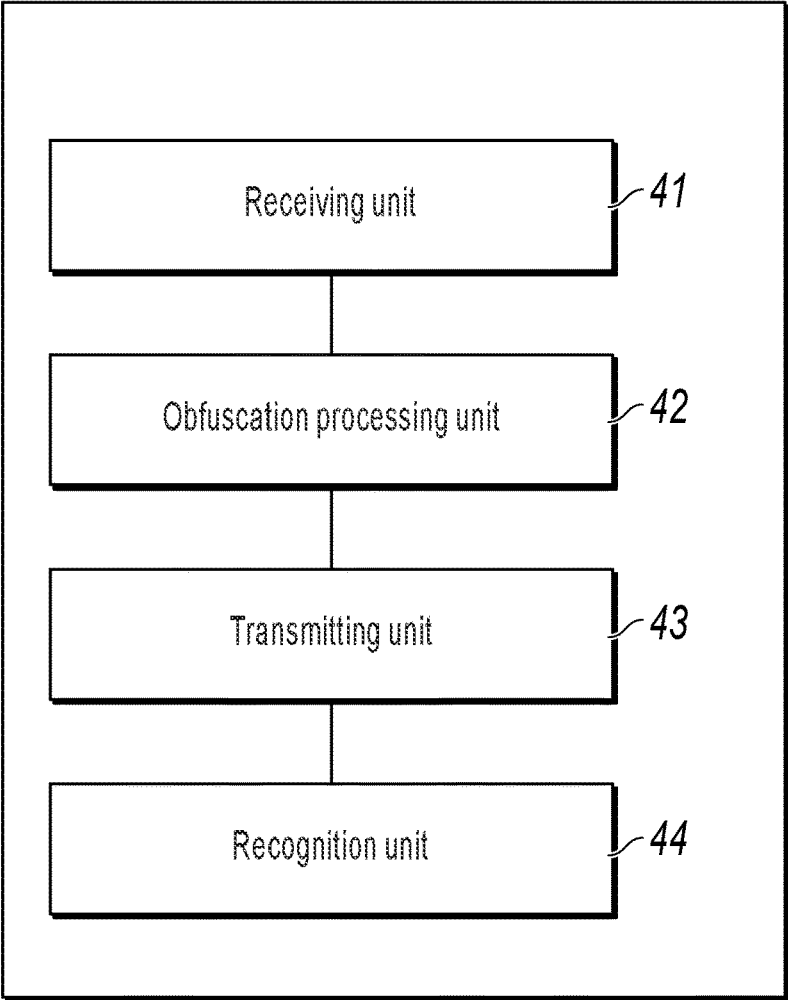 Receiving unit
41
Obfuscation processing unit
42
Transmitting unit
43
Recognition unit
44